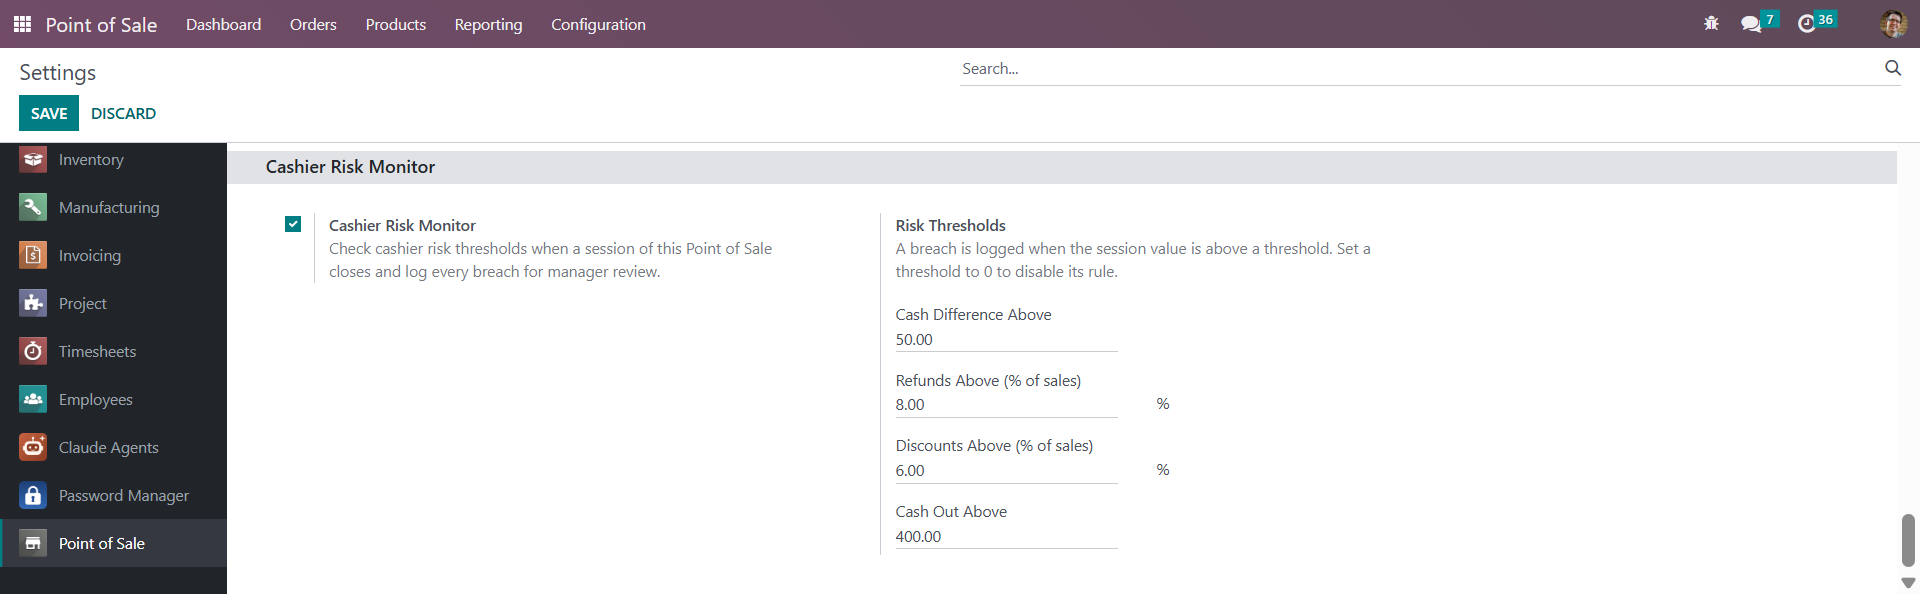 Point of Sale Dashboard Orders Products Reporting Configuration 7 36
Settings
Search...
SAVE DISCARD
Inventory
Manufacturing
Invoicing
Project
Timesheets
Employees
Claude Agents
Password Manager
Point of Sale
Cashier Risk Monitor
Cashier Risk Monitor
Check cashier risk thresholds when a session of this Point of Sale
closes and log every breach for manager review.
Risk Thresholds
A breach is logged when the session value is above a threshold. Set a
threshold to 0 to disable its rule.
Cash Difference Above
50.00
Refunds Above (% of sales)
8.00 %
Discounts Above (% of sales)
6.00 %
Cash Out Above
400.00